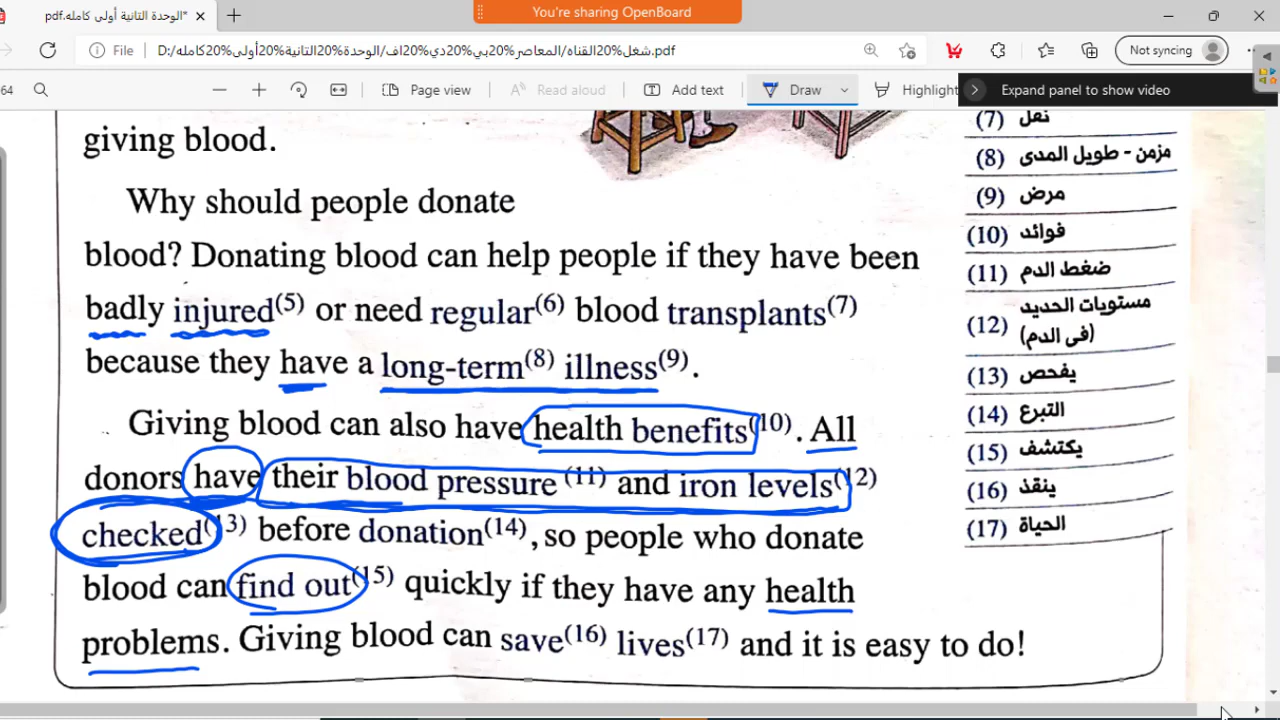 You're sharing OpenBoard
الوحدة الثانية أولى كامله.pdf*
File
D:/شغل%20القناه/المعاصر%20بي%20دي%20اف/الوحدة%20الثانية%20أولى%20كامله.pdf
Not syncing
64
Page view
Read aloud
Add text
Draw
Highlight
Expand panel to show video
giving blood.
Why should people donate
blood? Donating blood can help people if they have been
badly injured(5) or need regular(6) blood transplants(7)
because they have a long-term(8) illness(9).
Giving blood can also have health benefits(10). All
donors have their blood pressure (11) and iron levels(12)
checked(13) before donation(14), so people who donate
blood can find out(15) quickly if they have any health
problems. Giving blood can save(16) lives(17) and it is easy to do!
(7) نقل
(8) مزمن - طويل المدى
(9) مرض
(10) فوائد
(11) ضغط الدم
(12) مستويات الحديد
(فى الدم)
(13) يفحص
(14) التبرع
(15) يكتشف
(16) ينقذ
(17) الحياة